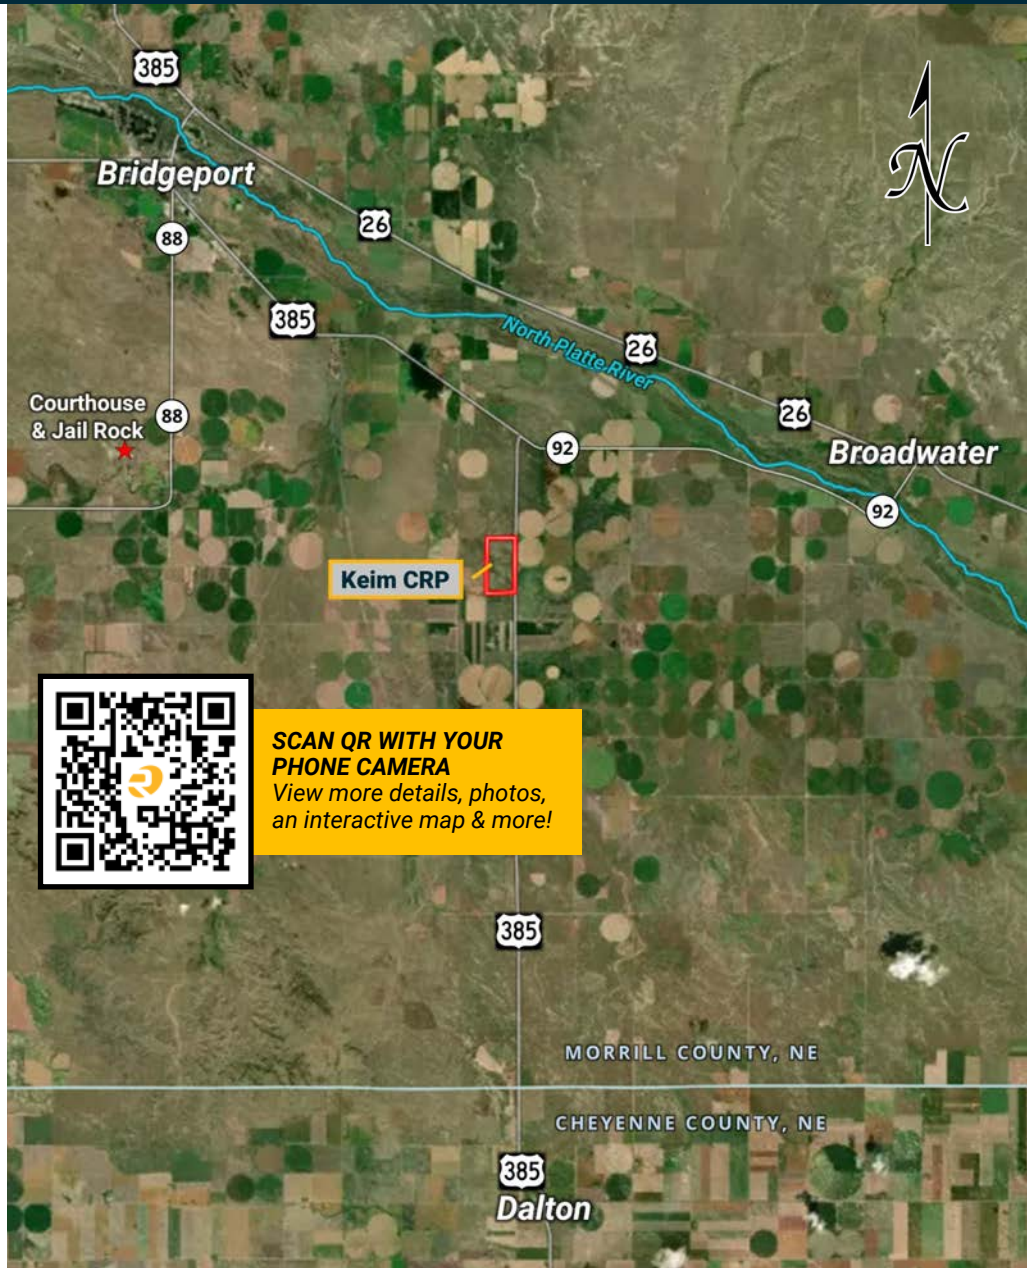 385
N
Bridgeport
26
88
385
North Platte River
26
Courthouse
& Jail Rock
88
26
92
Broadwater
92
Keim CRP
SCAN QR WITH YOUR
PHONE CAMERA
View more details, photos,
an interactive map & more!
385
MORRILL COUNTY, NE
CHEYENNE COUNTY, NE
385
Dalton